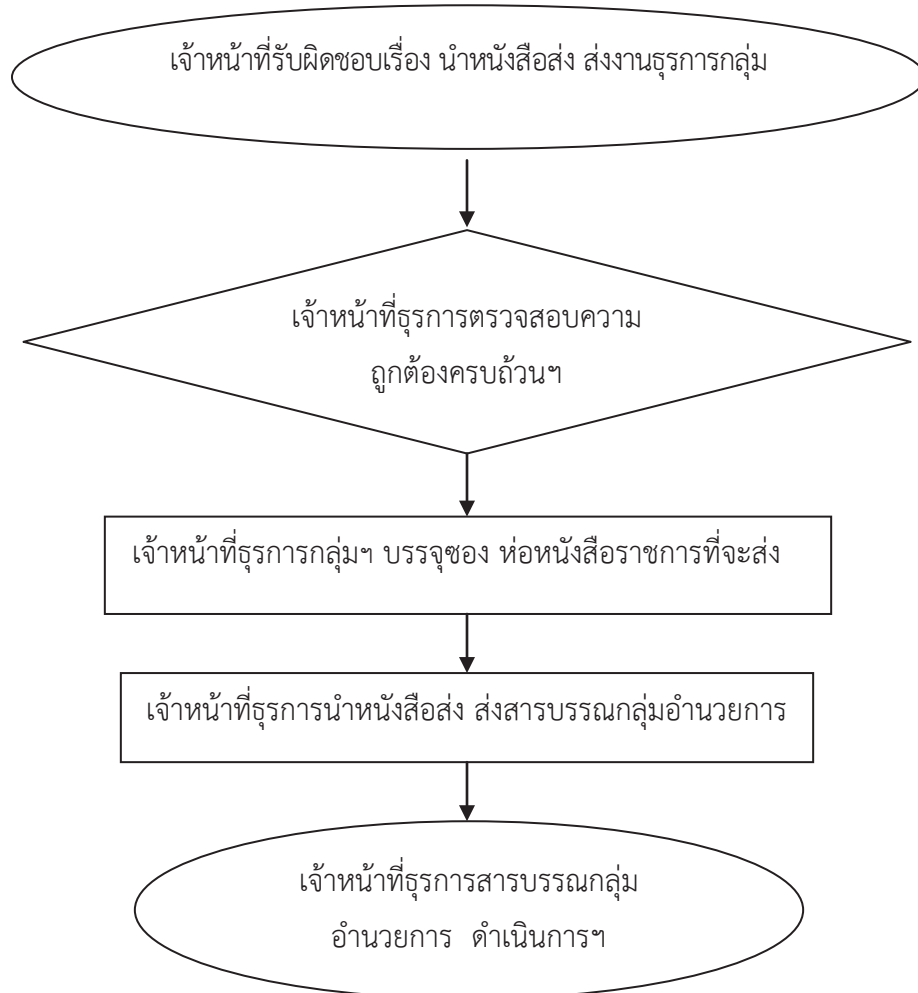 เจ้าหน้าที่รับผิดชอบเรื่อง นำหนังสือส่ง ส่งงานธุรการกลุ่ม
เจ้าหน้าที่ธุรการตรวจสอบความ
ถูกต้องครบถ้วนฯ
เจ้าหน้าที่ธุรการกลุ่มฯ บรรจุซอง ห่อหนังสือราชการที่จะส่ง
เจ้าหน้าที่ธุรการนำหนังสือส่ง ส่งสารบรรณกลุ่มอำนวยการ
เจ้าหน้าที่ธุรการสารบรรณกลุ่ม
อำนวยการ ดำเนินการฯ